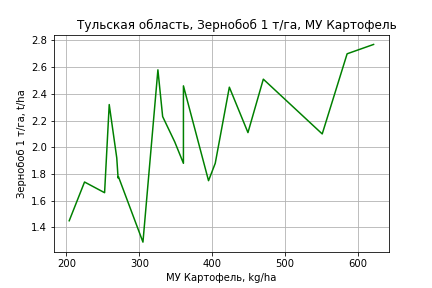 Тульская область, Зернобоб 1 т/га, МУ Картофель
2.8
2.6
2.4
2.2
2.0
1.8
1.6
1.4
Зернобоб 1 т/га, t/ha
200 300 400 500 600
МУ Картофель, kg/ha